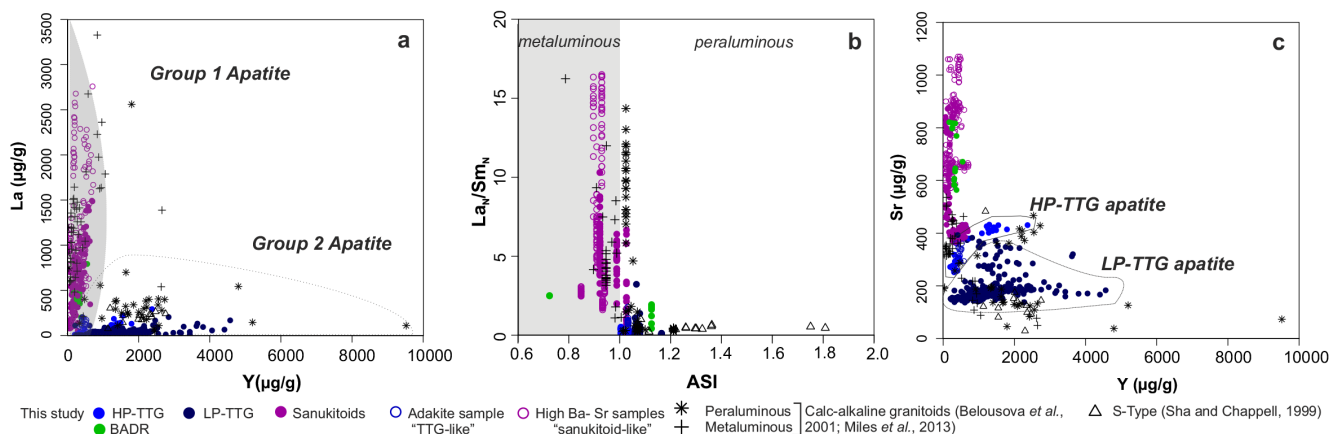 a
Group 1 Apatite
Group 2 Apatite
La (µg/g)
3500
3000
2500
2000
1500
1000
500
0
0 2000 4000 6000 8000 10000
Y(µg/g)
b
metaluminous peraluminous
La_N/Sm_N
20
15
10
5
0
0.6 0.8 1.0 1.2 1.4 1.6 1.8 2.0
ASI
c
HP-TTG apatite
LP-TTG apatite
Sr (µg/g)
1200
1000
800
600
400
200
0
0 2000 4000 6000 8000 10000
Y (µg/g)
This study HP-TTG LP-TTG Sanukitoids
BADR
Adakite sample
"TTG-like"
High Ba- Sr samples
"sanukitoid-like"
Peraluminous
Metaluminous
Calc-alkaline granitoids (Belousova et al.,
2001; Miles et al., 2013)
S-Type (Sha and Chappell, 1999)